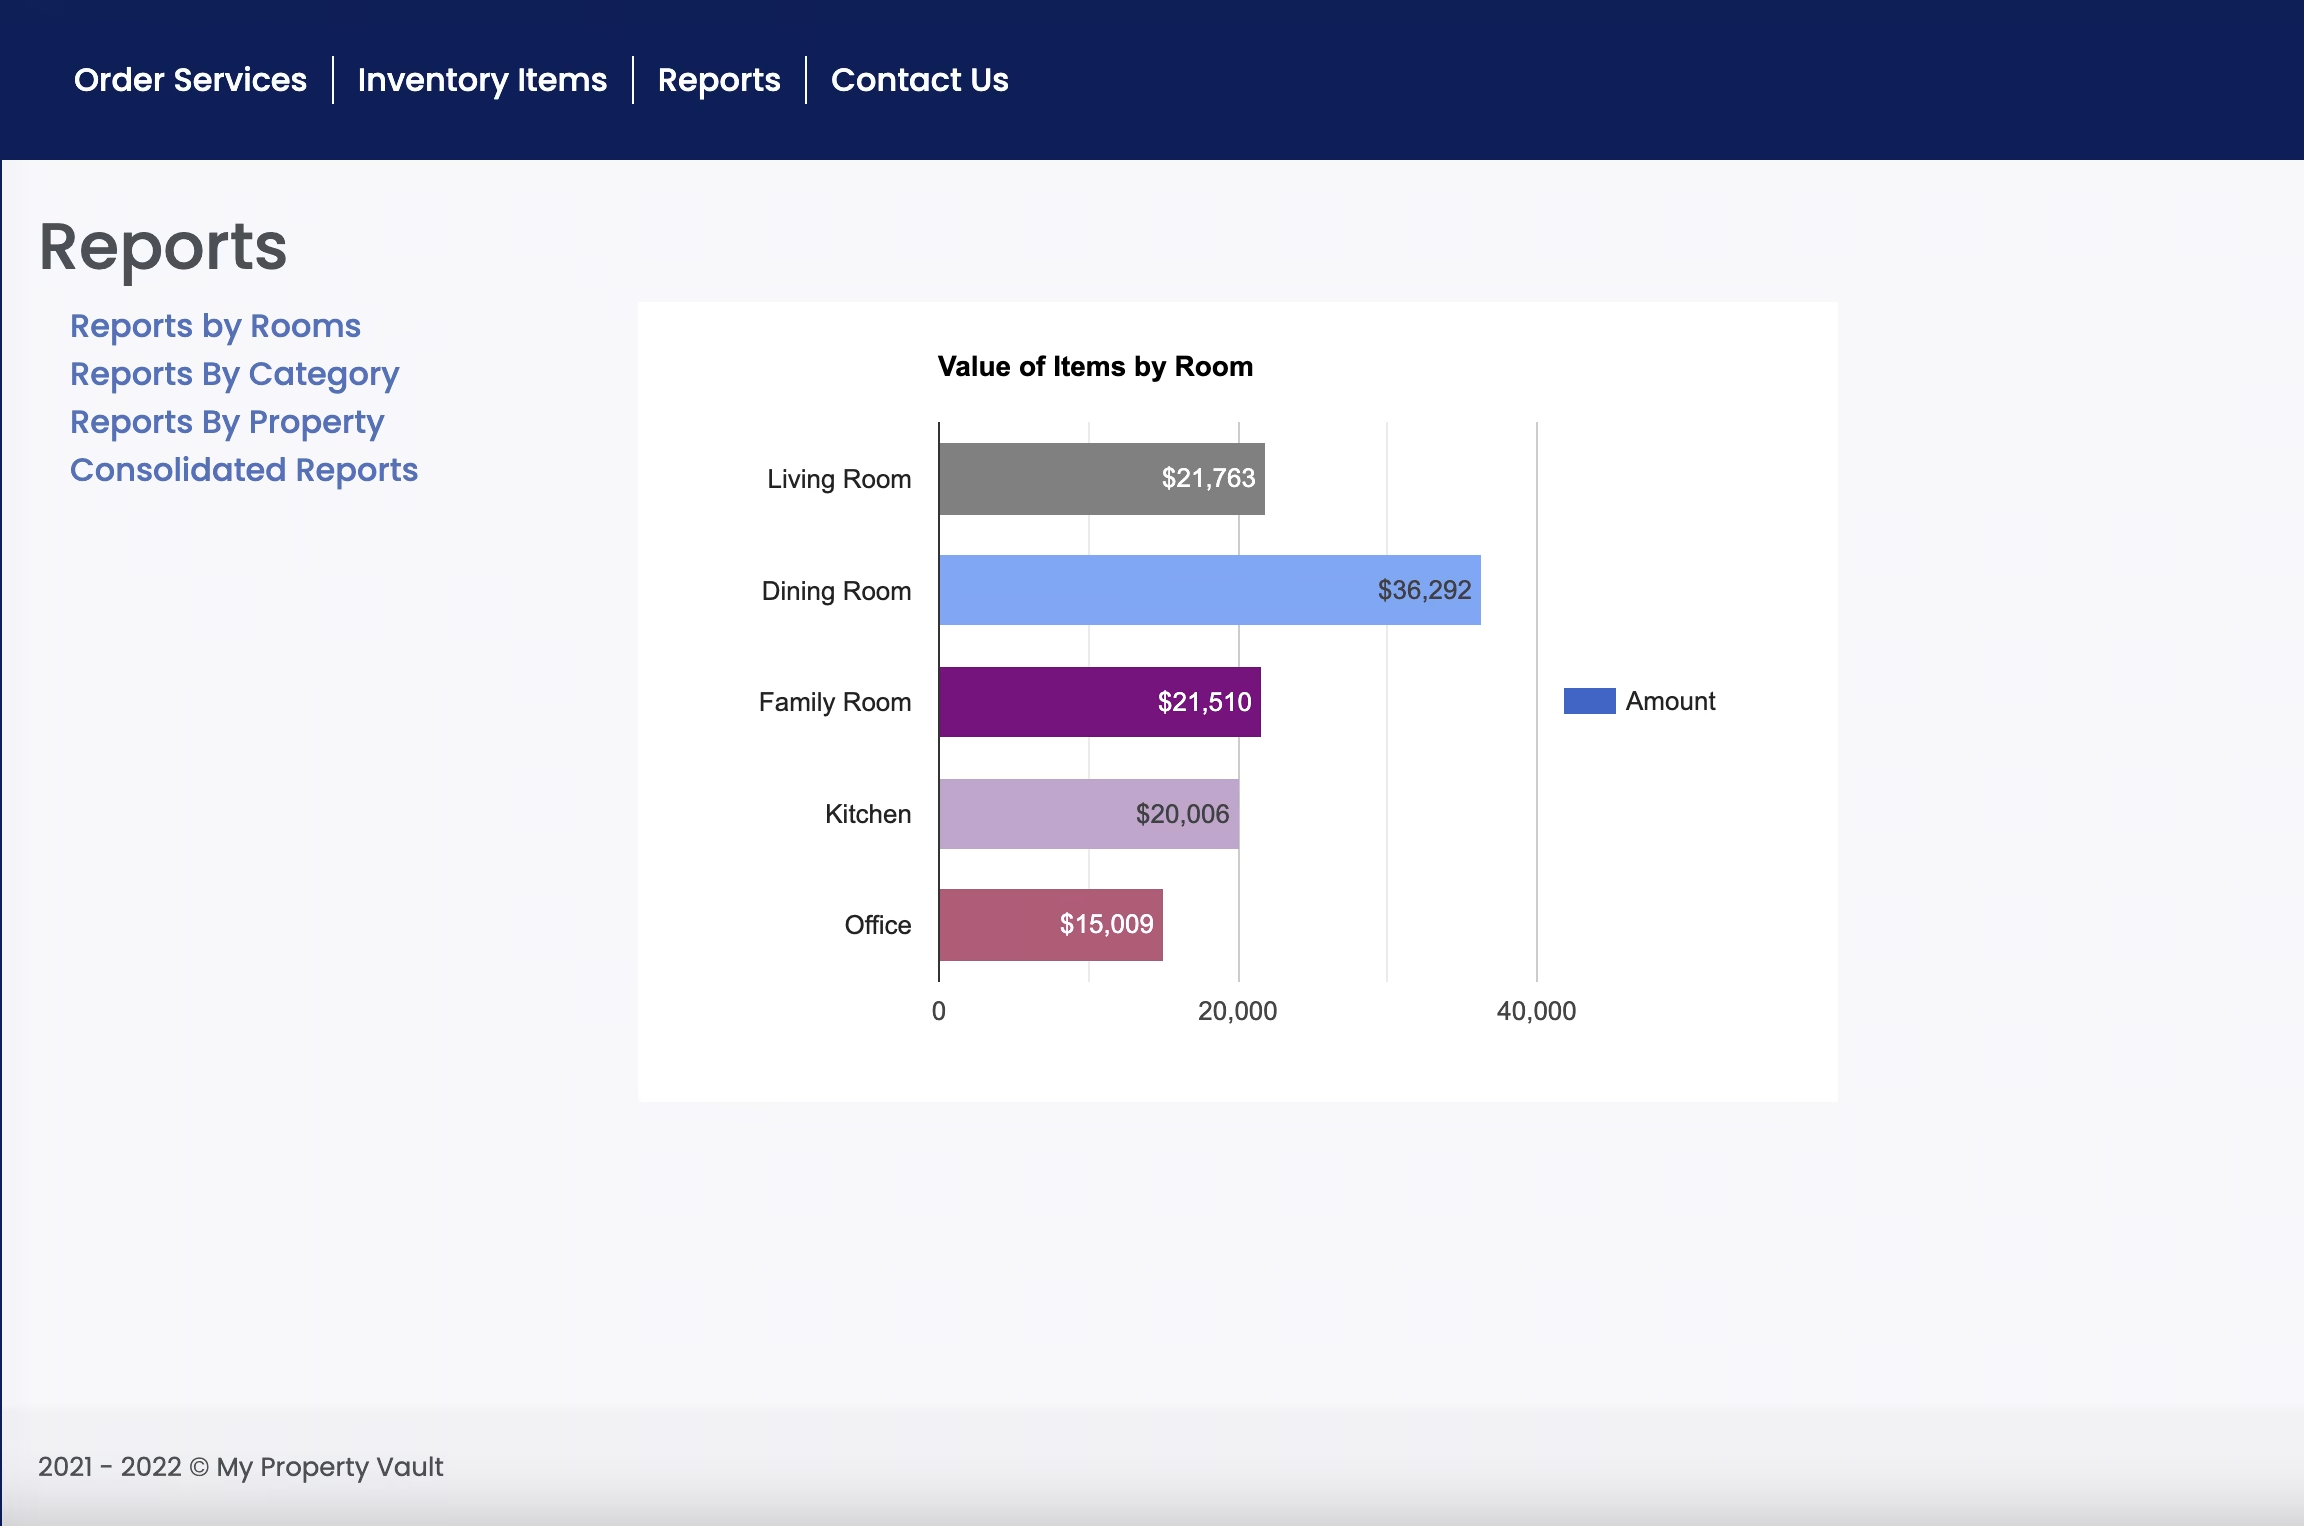 Order Services
Inventory Items
Reports
Contact Us
Reports
Reports by Rooms
Reports By Category
Reports By Property
Consolidated Reports
Value of Items by Room
Living Room
$21,763
Dining Room
$36,292
Family Room
$21,510
Kitchen
$20,006
Office
$15,009
0
20,000
40,000
Amount
2021 - 2022 © My Property Vault